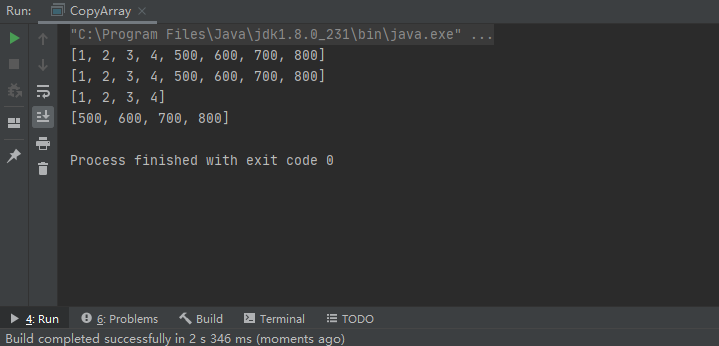 Run: CopyArray ×
"C:\Program Files\Java\jdk1.8.0_231\bin\java.exe" ...
[1, 2, 3, 4, 500, 600, 700, 800]
[1, 2, 3, 4, 500, 600, 700, 800]
[1, 2, 3, 4]
[500, 600, 700, 800]
Process finished with exit code 0
4: Run 6: Problems Build Terminal TODO
Build completed successfully in 2 s 346 ms (moments ago)